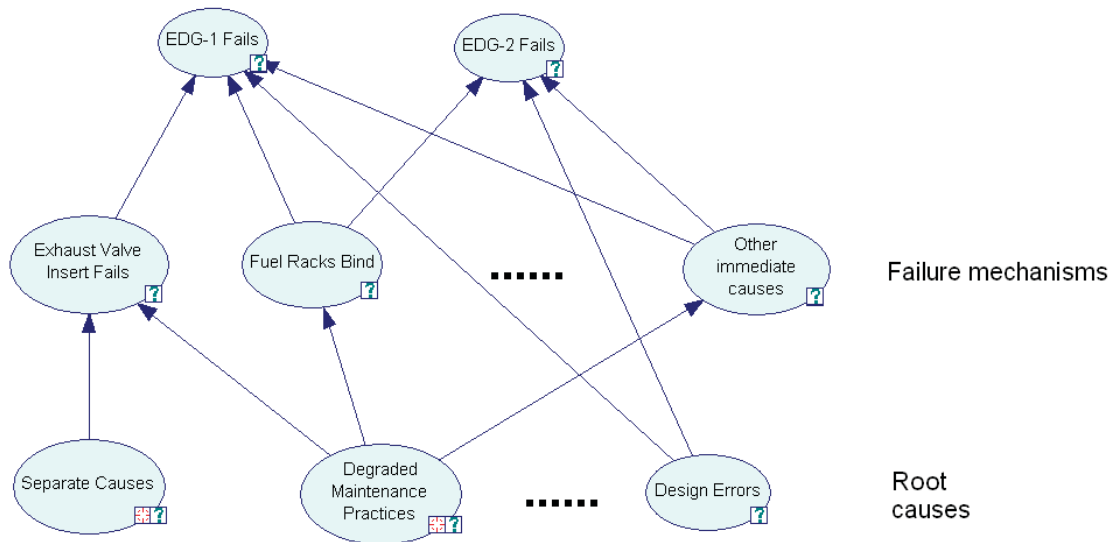 EDG-1 Fails
?
EDG-2 Fails
?
Exhaust Valve
Insert Fails
?
Fuel Racks Bind
?
......
Other
immediate
causes
?
Failure mechanisms
Separate Causes
?
Degraded
Maintenance
Practices
?
......
Design Errors
?
Root
causes